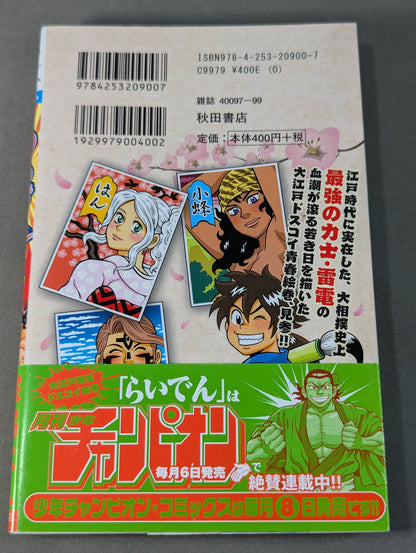 ISBN978-4-253-20900-7
C9979 ¥400E (0)
9784253209007
雑誌 40097-99
秋田書店
1929979004002
定価:本体400円+税
江戸時代に実在した、大相撲史上
最強の力士・雷電の
血潮が滾る若き日を描いた
大江戸ドスコイ青春絵巻、見参!!
はん
小蜂
「らいでん」は
月刊少年
チャンピオン
毎月6日発売
で
絶賛連載中!!
少年チャンピオン・コミックスは毎月8日発売です!!